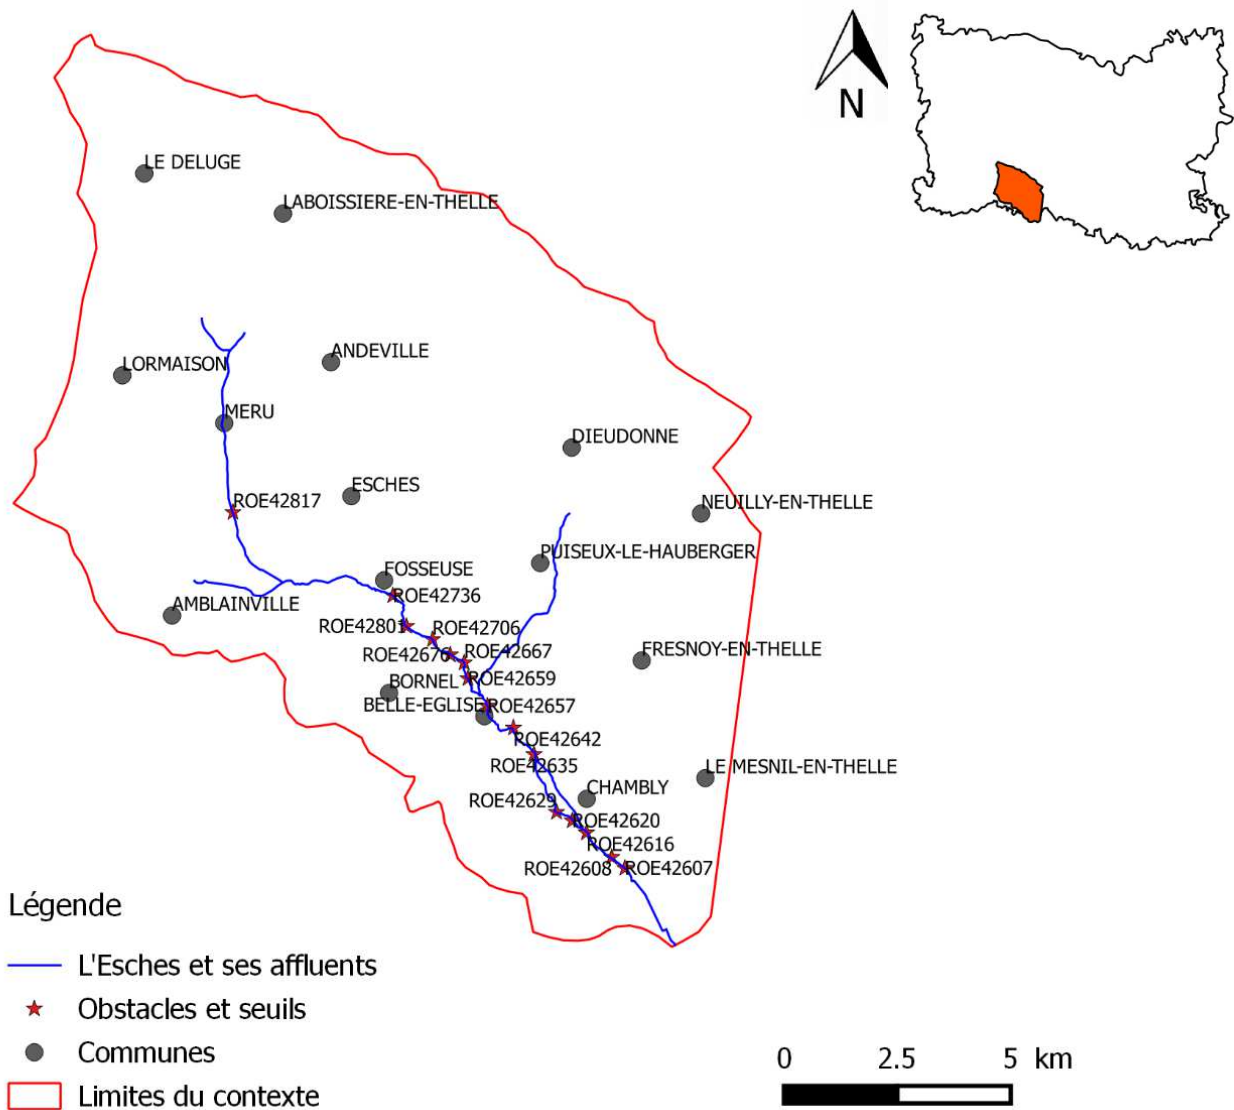 N
LE DELUGE
LABOISSIERE-EN-THELLE
ANDEVILLE
LORMAISON
MERU
DIEUDONNE
ESCHES
ROE42817
NEUILLY-EN-THELLE
PUISEUX-LE-HAUBERGER
FOSSEUSE
ROE42736
AMBLAINVILLE
ROE42801
ROE42706
ROE42676
ROE42667
FRESNOY-EN-THELLE
ROE42659
BORNEL
BELLE-EGLISE
ROE42657
ROE42642
ROE42635
LE MESNIL-EN-THELLE
CHAMBLY
ROE42629
ROE42620
ROE42616
ROE42608
ROE42607
Légende
L'Esches et ses affluents
Obstacles et seuils
Communes
Limites du contexte
0 2.5 5 km